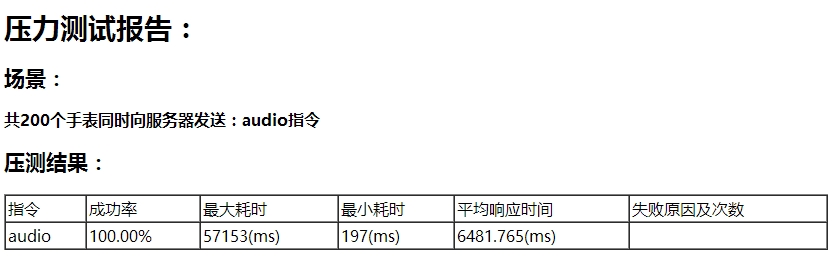 压力测试报告：
场景：
共200个手表同时向服务器发送：audio指令
压测结果：
指令 成功率 最大耗时 最小耗时 平均响应时间 失败原因及次数
audio 100.00% 57153(ms) 197(ms) 6481.765(ms)